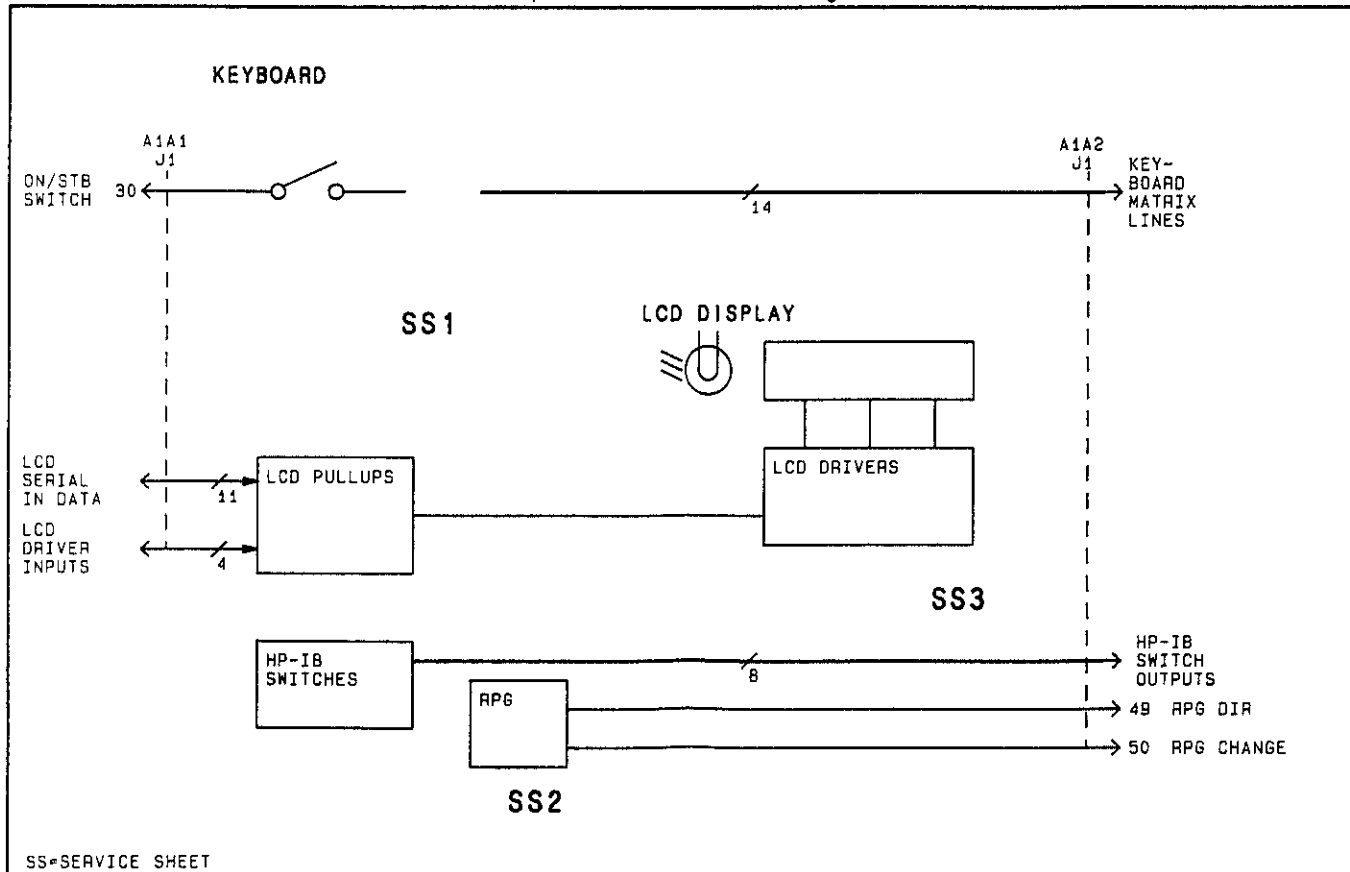 KEYBOARD
A1A1
J1
A1A2
J1
ON/STB
SWITCH
30
14
KEY-
BOARD
MATRIX
LINES
SS1
LCD DISPLAY
LCD
SERIAL
IN DATA
11
LCD PULLUPS
LCD DRIVERS
LCD
DRIVER
INPUTS
4
SS3
HP-IB
SWITCHES
8
HP-IB
SWITCH
OUTPUTS
RPG
49 RPG DIR
50 RPG CHANGE
SS2
SS=SERVICE SHEET